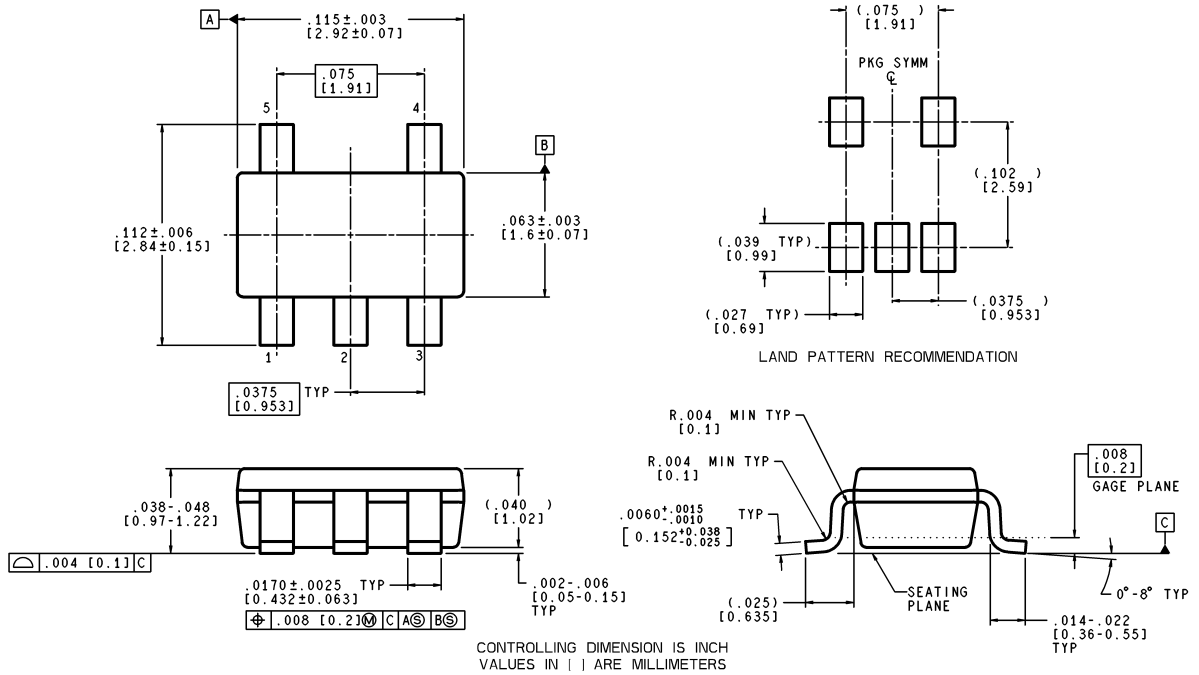 A
.115±.003
[2.92±0.07]
.075
[1.91]
5
4
B
.112±.006
[2.84±0.15]
.063±.003
[1.6±0.07]
1
2
3
.0375 TYP
[0.953]
(.075 )
[1.91]
PKG SYMM
℄
(.102 )
[2.59]
(.039 TYP)
[0.99]
(.027 TYP)
[0.69]
(.0375 )
[0.953]
LAND PATTERN RECOMMENDATION
.038-.048
[0.97-1.22]
(.040 )
[1.02]
⌓ .004 [0.1] C
.0170±.0025 TYP
[0.432±0.063]
⌖ .008 [0.2]Ⓜ C AⓈ BⓈ
.002-.006
[0.05-0.15]
TYP
R.004 MIN TYP
[0.1]
R.004 MIN TYP
[0.1]
.0060+.0015 -.0010 TYP
[0.152+0.038 -0.025]
.008
[0.2]
GAGE PLANE
C
(.025)
[0.635]
SEATING
PLANE
0°-8° TYP
.014-.022
[0.36-0.55]
TYP
CONTROLLING DIMENSION IS INCH
VALUES IN [ ] ARE MILLIMETERS